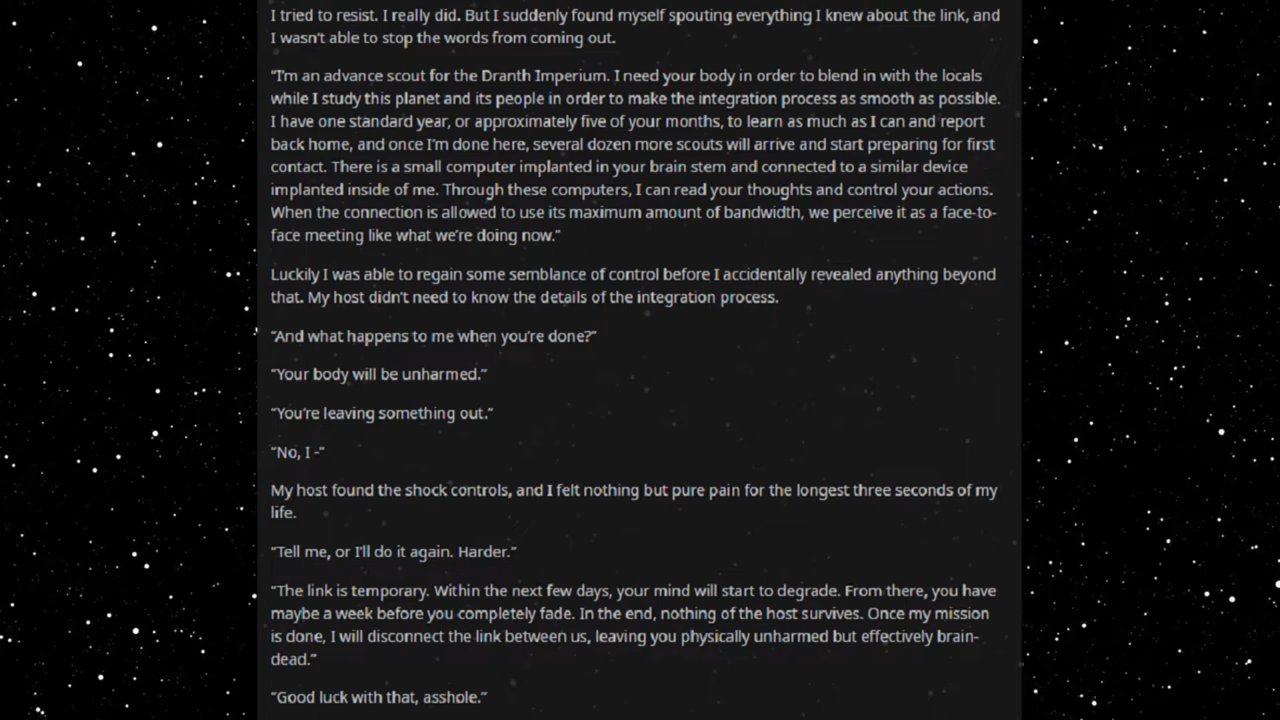 I tried to resist. I really did. But I suddenly found myself spouting everything I knew about the link, and
I wasn't able to stop the words from coming out.
“I'm an advance scout for the Dranth Imperium. I need your body in order to blend in with the locals
while I study this planet and its people in order to make the integration process as smooth as possible.
I have one standard year, or approximately five of your months, to learn as much as I can and report
back home, and once I'm done here, several dozen more scouts will arrive and start preparing for first
contact. There is a small computer implanted in your brain stem and connected to a similar device
implanted inside of me. Through these computers, I can read your thoughts and control your actions.
When the connection is allowed to use its maximum amount of bandwidth, we perceive it as a face-to-
face meeting like what we're doing now.”
Luckily I was able to regain some semblance of control before I accidentally revealed anything beyond
that. My host didn't need to know the details of the integration process.
“And what happens to me when you're done?”
“Your body will be unharmed.”
“You're leaving something out.”
“No, I -”
My host found the shock controls, and I felt nothing but pure pain for the longest three seconds of my
life.
“Tell me, or I'll do it again. Harder.”
“The link is temporary. Within the next few days, your mind will start to degrade. From there, you have
maybe a week before you completely fade. In the end, nothing of the host survives. Once my mission
is done, I will disconnect the link between us, leaving you physically unharmed but effectively brain-
dead.”
“Good luck with that, asshole.”